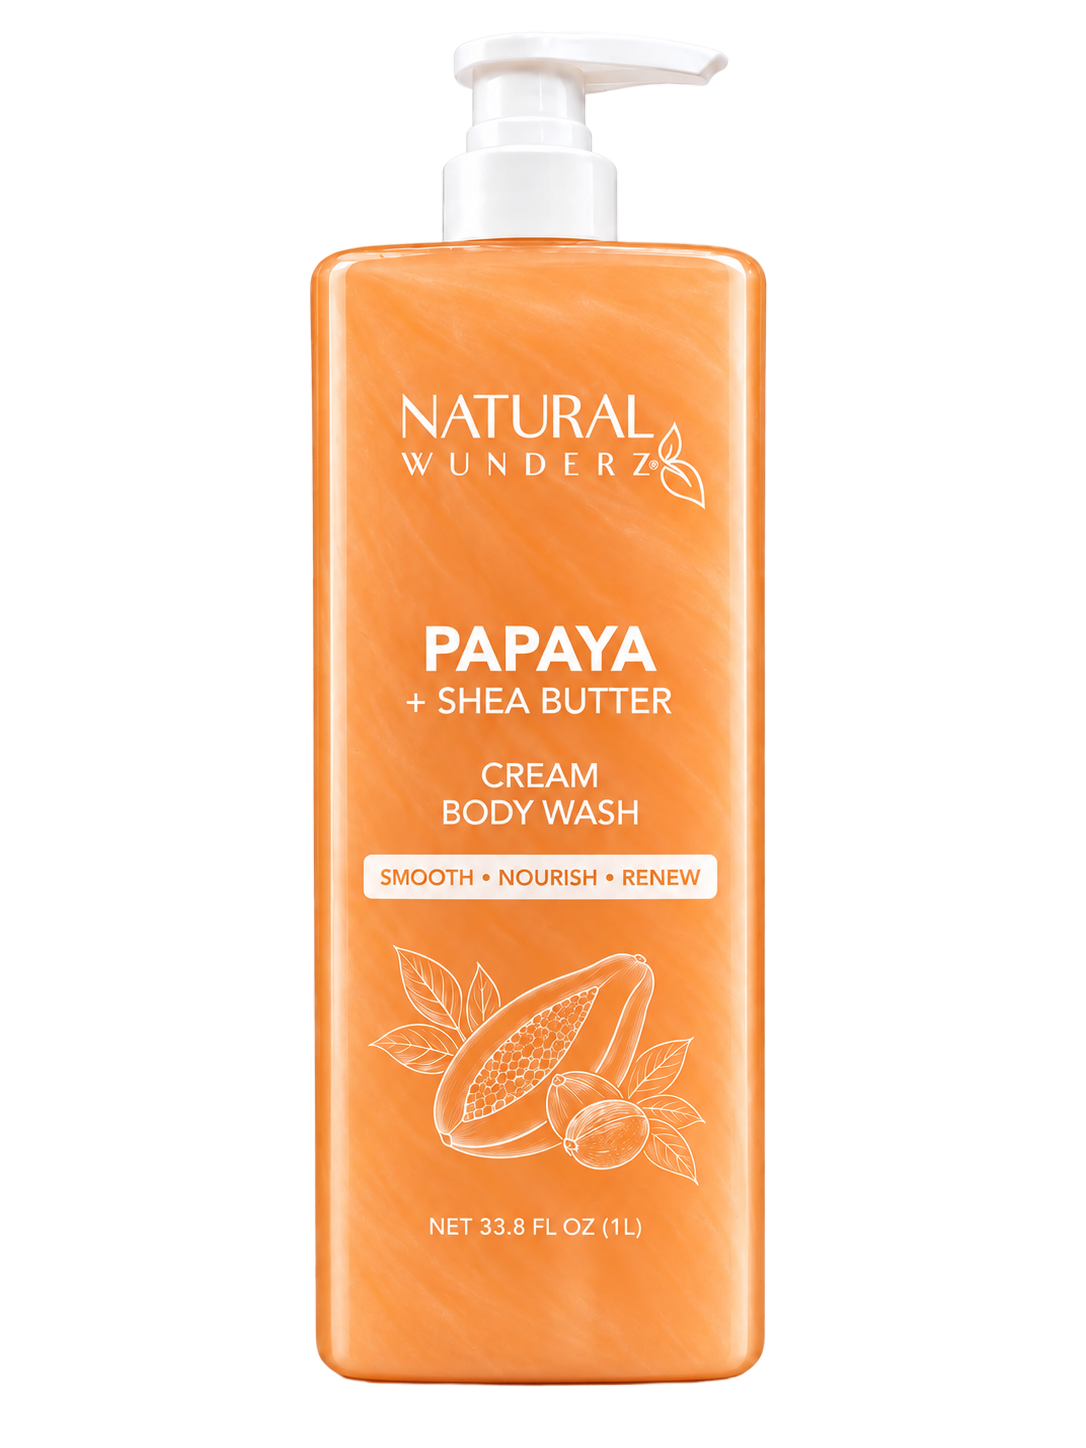 NATURAL
WUNDERZ®
PAPAYA
+ SHEA BUTTER
CREAM
BODY WASH
SMOOTH • NOURISH • RENEW
NET 33.8 FL OZ (1L)